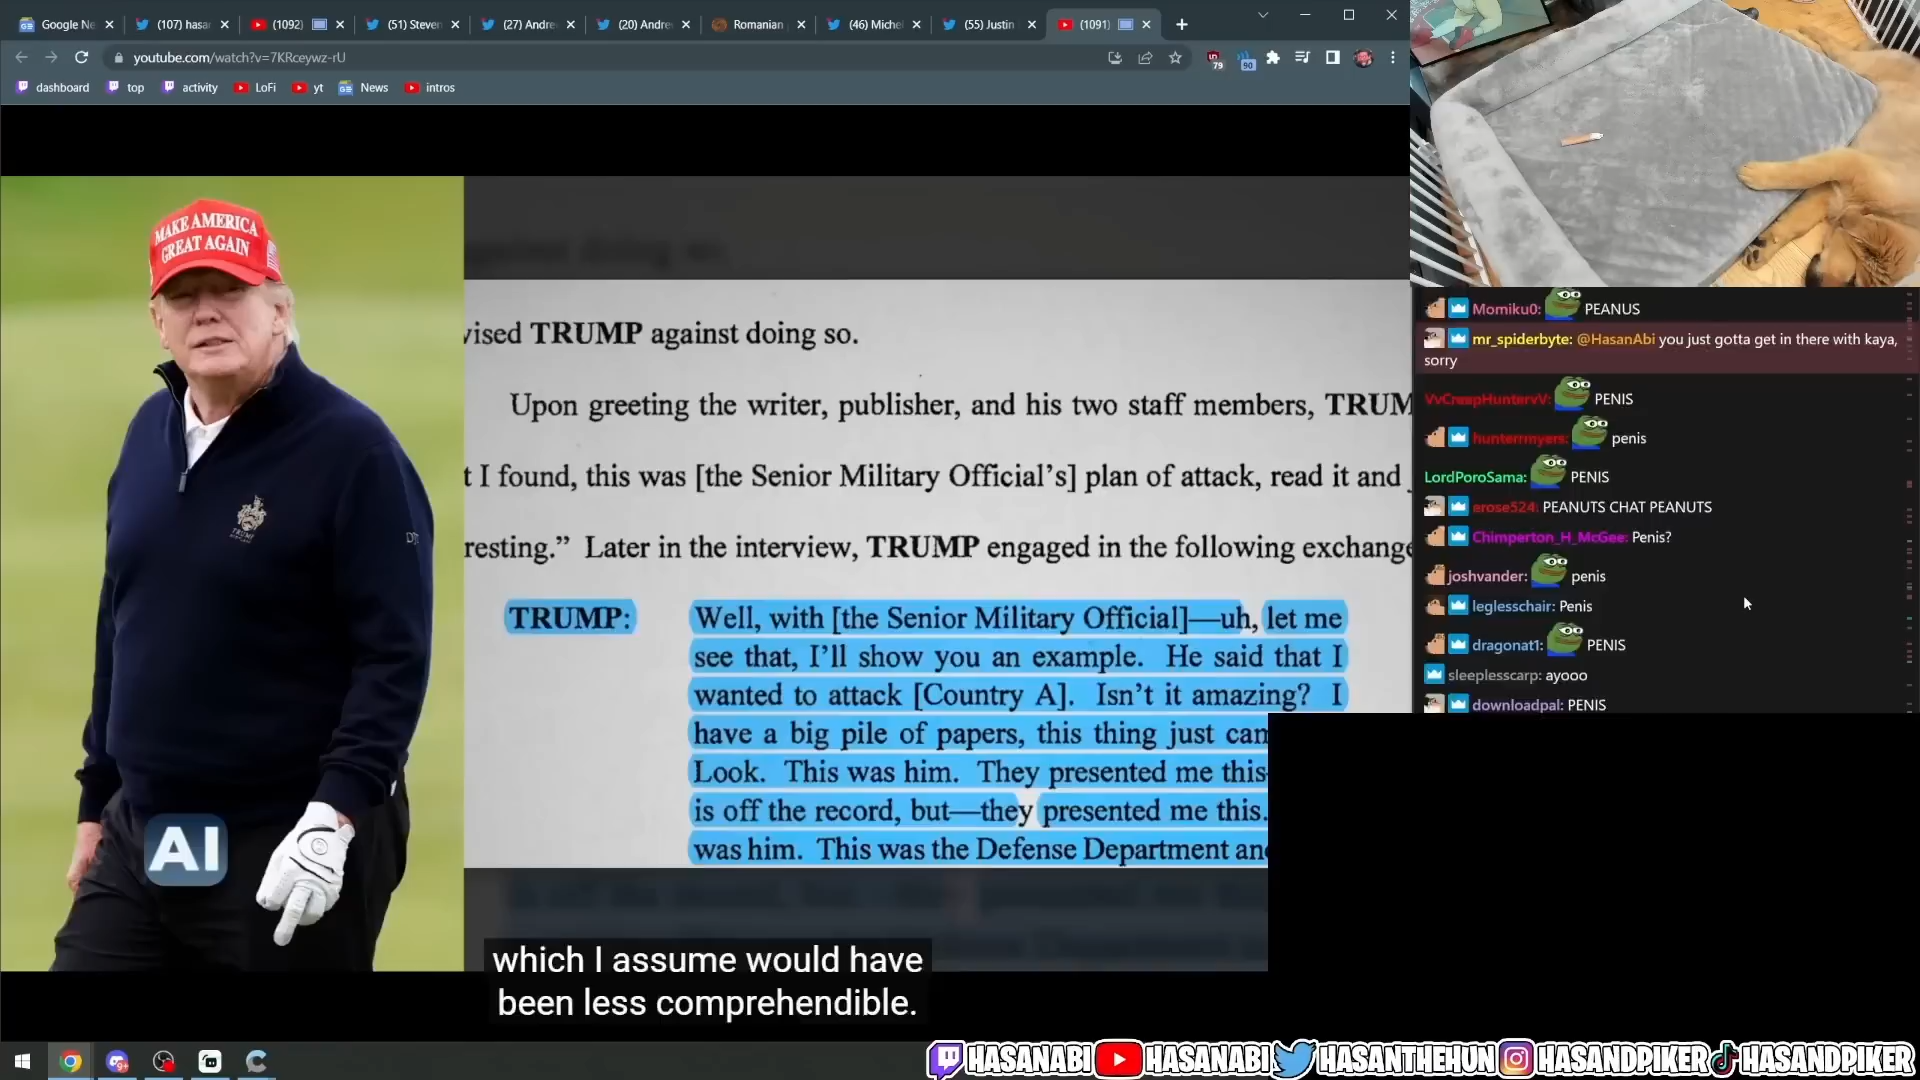 Google Ne
(107) hasa
(1092)
(51) Steven
(27) Andre
(20) Andre
Romanian
(46) Miche
(55) Justin
(1091)
youtube.com/watch?v=7KRceywz-rU
79
90
dashboard
top
activity
LoFi
yt
News
intros
MAKE AMERICA
GREAT AGAIN
TRUMP
AI
vised TRUMP against doing so.
Upon greeting the writer, publisher, and his two staff members, TRUM
t I found, this was [the Senior Military Official's] plan of attack, read it and
resting.” Later in the interview, TRUMP engaged in the following exchange
TRUMP: Well, with [the Senior Military Official]—uh, let me
see that, I'll show you an example. He said that I
wanted to attack [Country A]. Isn't it amazing? I
have a big pile of papers, this thing just cam
Look. This was him. They presented me this
is off the record, but—they presented me this.
was him. This was the Defense Department and
which I assume would have
been less comprehendible.
Momiku0: PEANUS
mr_spiderbyte: @HasanAbi you just gotta get in there with kaya,
sorry
VvCreepHuntervV: PENIS
hunterrmyers: penis
LordPoroSama: PENIS
erose524: PEANUTS CHAT PEANUTS
Chimperton_H_McGee: Penis?
joshvander: penis
leglesschair: Penis
dragonat1: PENIS
sleeplesscarp: ayooo
downloadpal: PENIS
HASANABI HASANABI HASANTHEHUN HASANDPIKER HASANDPIKER